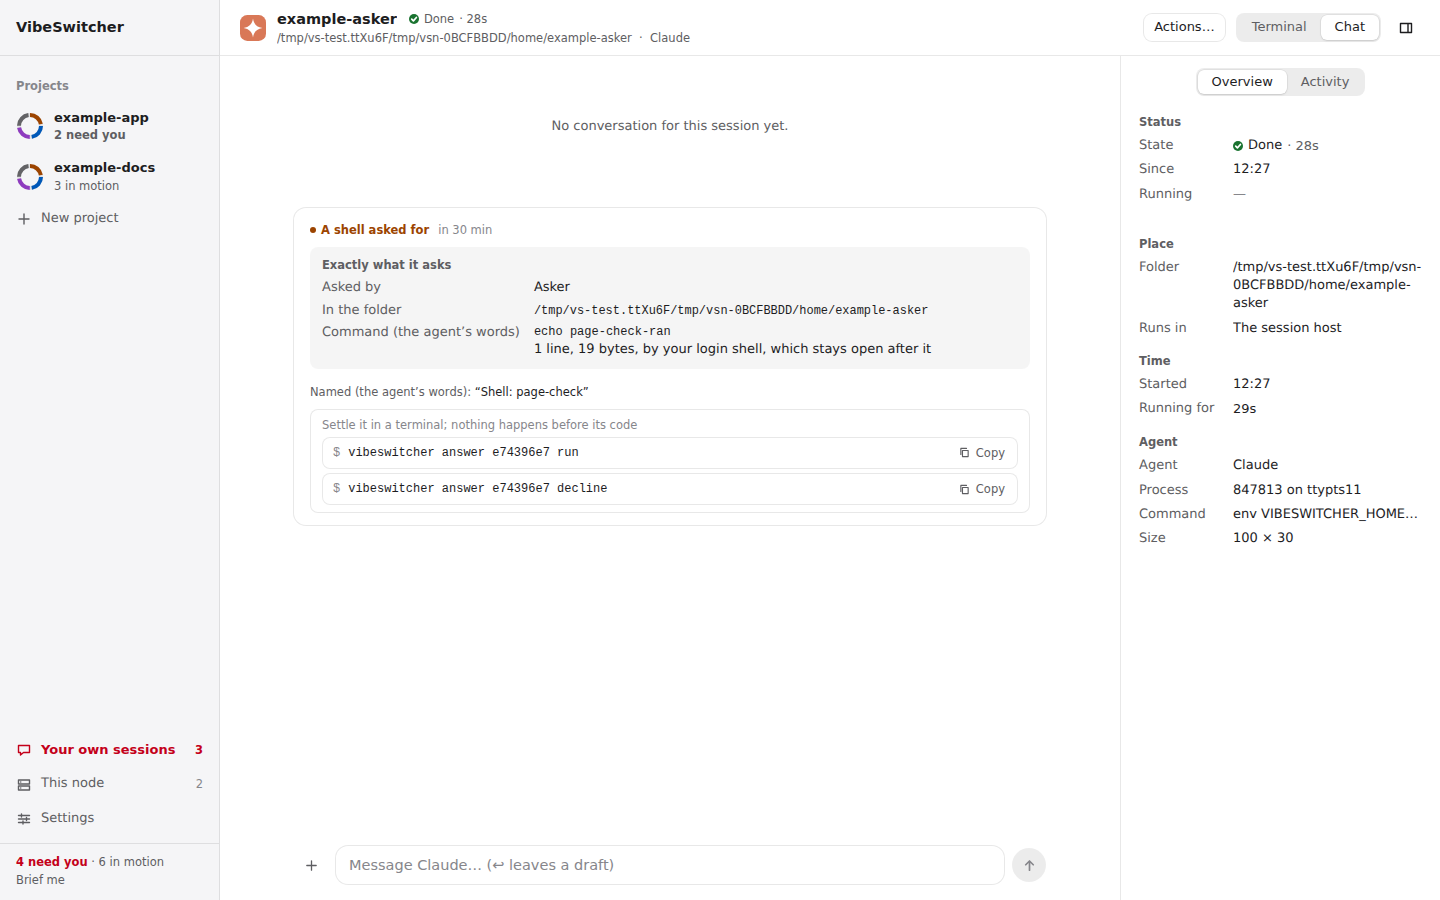 VibeSwitcher
Projects
example-app
2 need you
example-docs
3 in motion
New project
Your own sessions 3
This node 2
Settings
4 need you · 6 in motion
Brief me
example-asker Done · 28s
/tmp/vs-test.ttXu6F/tmp/vsn-0BCFBBDD/home/example-asker · Claude
Actions… Terminal Chat
No conversation for this session yet.
A shell asked for in 30 min
Exactly what it asks
Asked by Asker
In the folder /tmp/vs-test.ttXu6F/tmp/vsn-0BCFBBDD/home/example-asker
Command (the agent’s words) echo page-check-ran
1 line, 19 bytes, by your login shell, which stays open after it
Named (the agent’s words): “Shell: page-check”
Settle it in a terminal; nothing happens before its code
$ vibeswitcher answer e74396e7 run Copy
$ vibeswitcher answer e74396e7 decline Copy
Message Claude… (↩ leaves a draft)
Overview Activity
Status
State Done · 28s
Since 12:27
Running —
Place
Folder /tmp/vs-test.ttXu6F/tmp/vsn-
0BCFBBDD/home/example-
asker
Runs in The session host
Time
Started 12:27
Running for 29s
Agent
Agent Claude
Process 847813 on ttypts11
Command env VIBESWITCHER_HOME…
Size 100 × 30